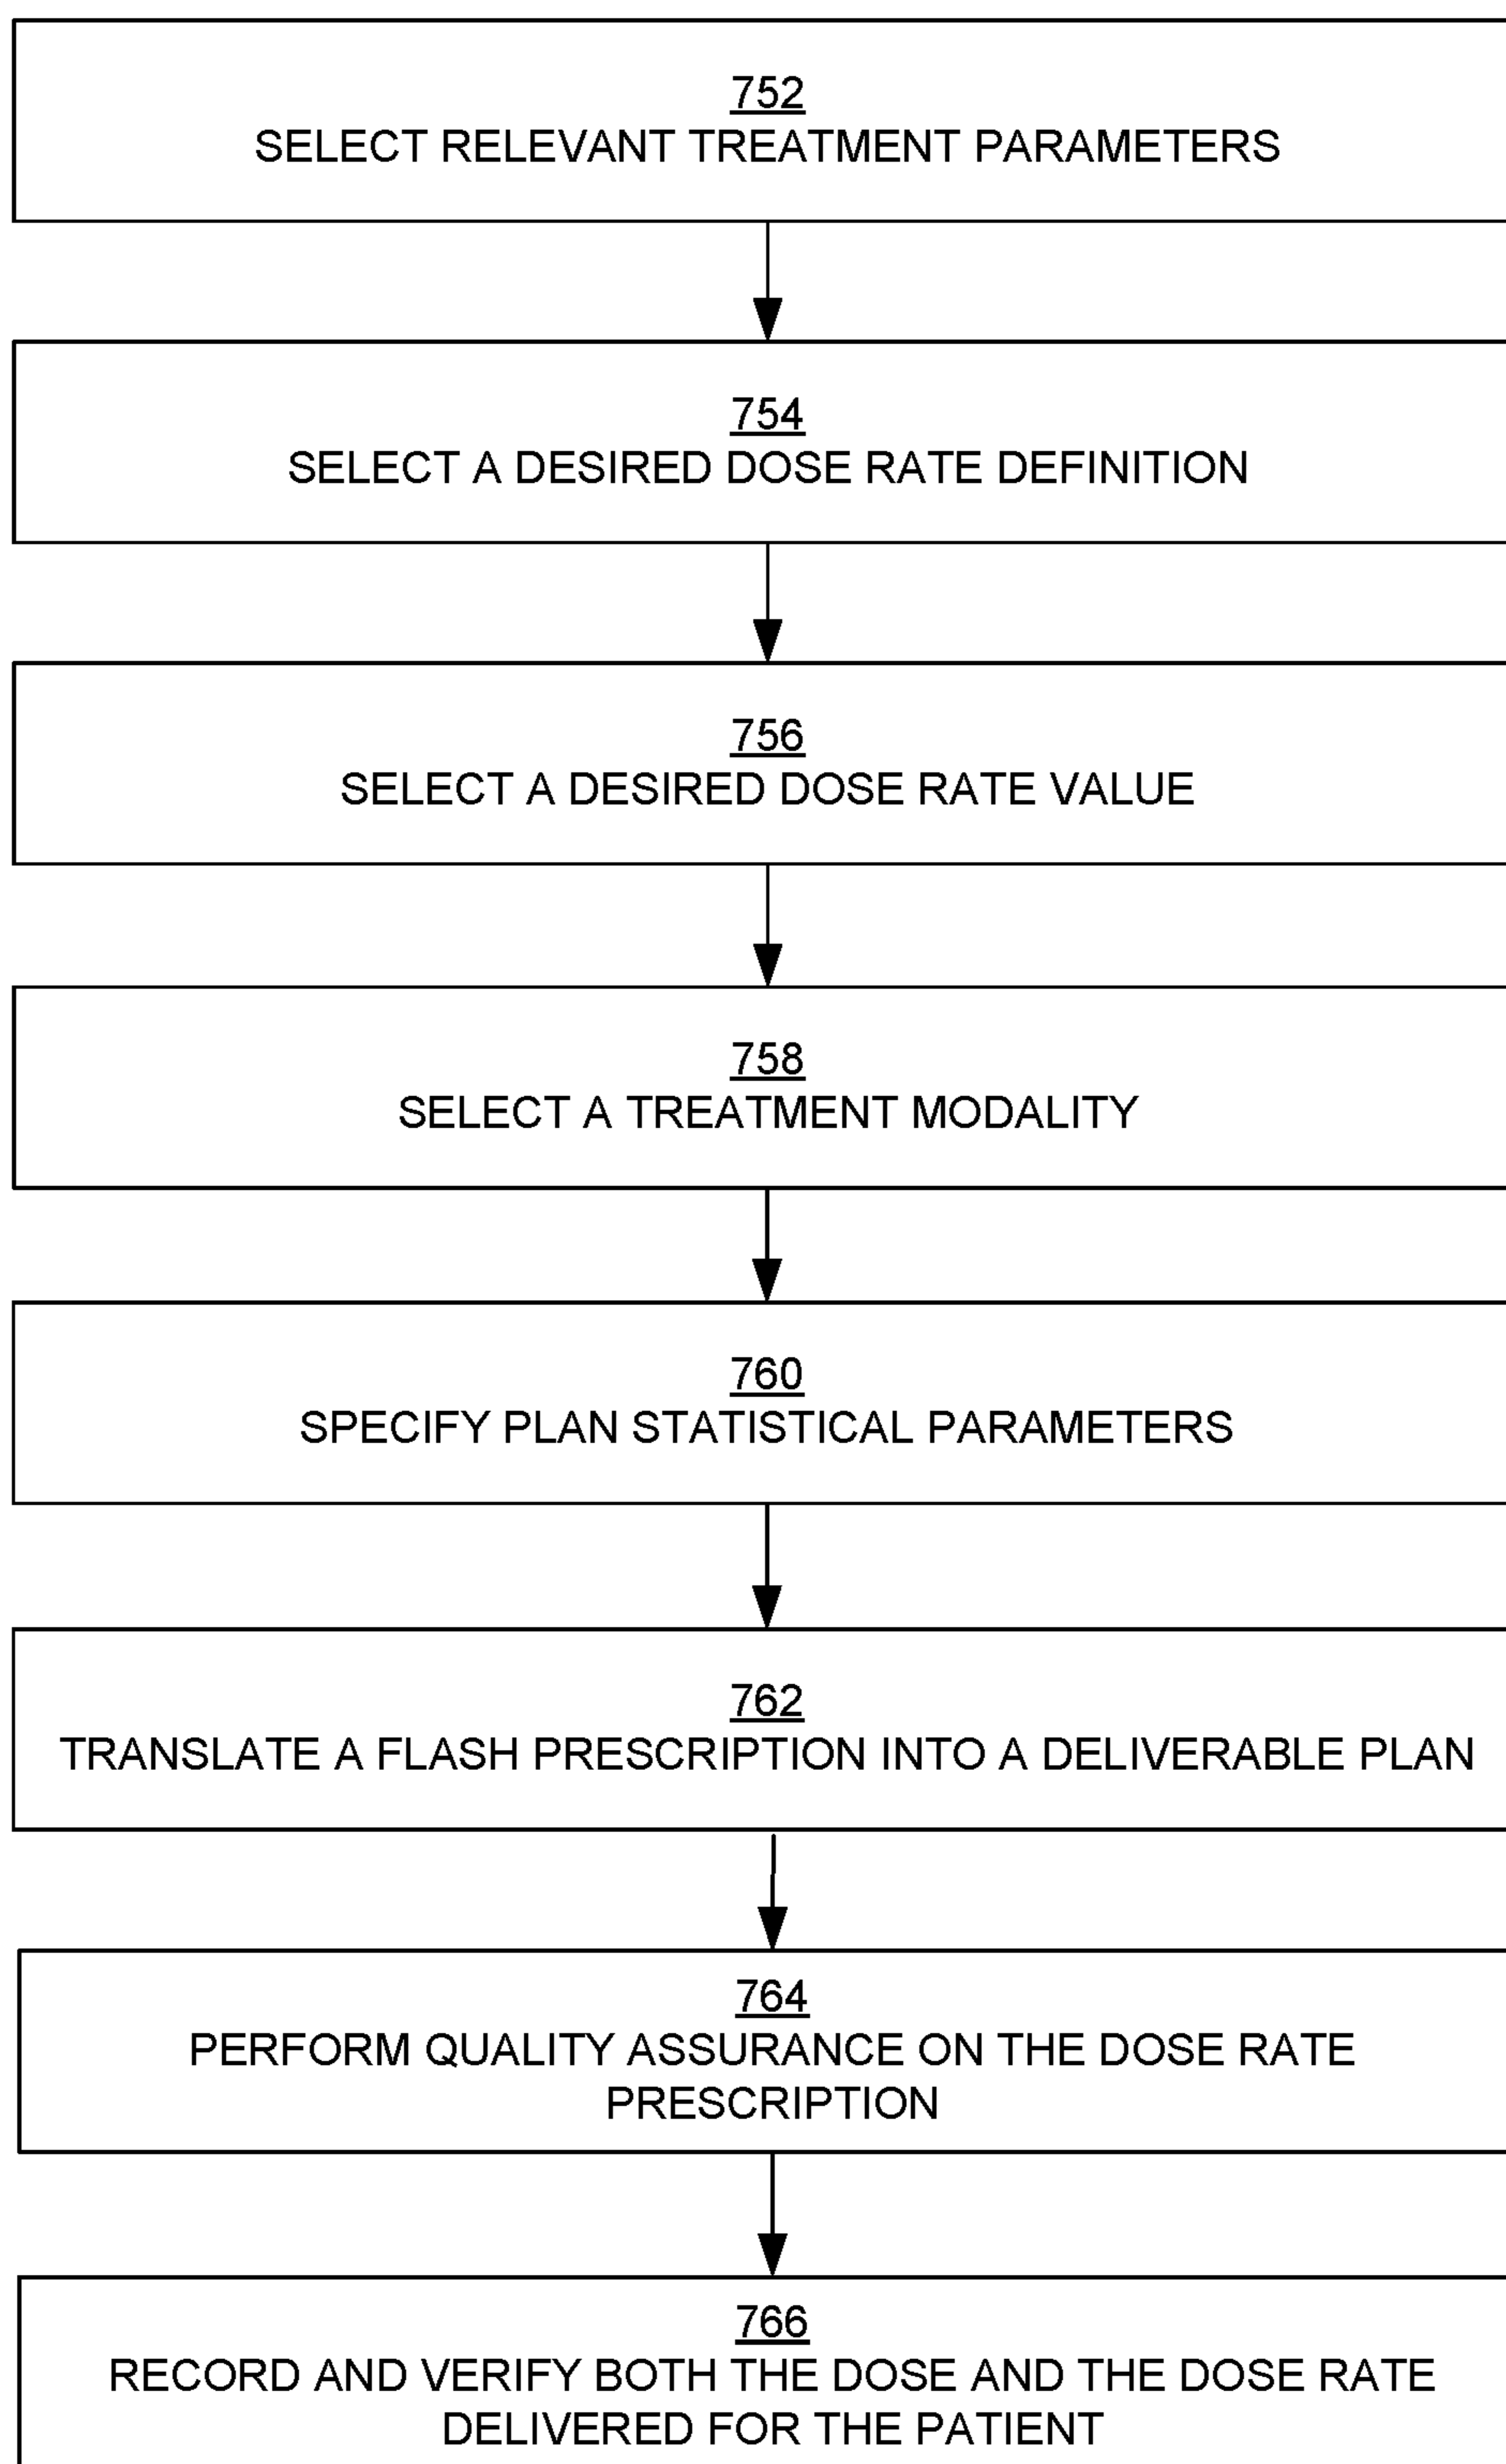 752
SELECT RELEVANT TREATMENT PARAMETERS
754
SELECT A DESIRED DOSE RATE DEFINITION
756
SELECT A DESIRED DOSE RATE VALUE
758
SELECT A TREATMENT MODALITY
760
SPECIFY PLAN STATISTICAL PARAMETERS
762
TRANSLATE A FLASH PRESCRIPTION INTO A DELIVERABLE PLAN
764
PERFORM QUALITY ASSURANCE ON THE DOSE RATE
PRESCRIPTION
766
RECORD AND VERIFY BOTH THE DOSE AND THE DOSE RATE
DELIVERED FOR THE PATIENT